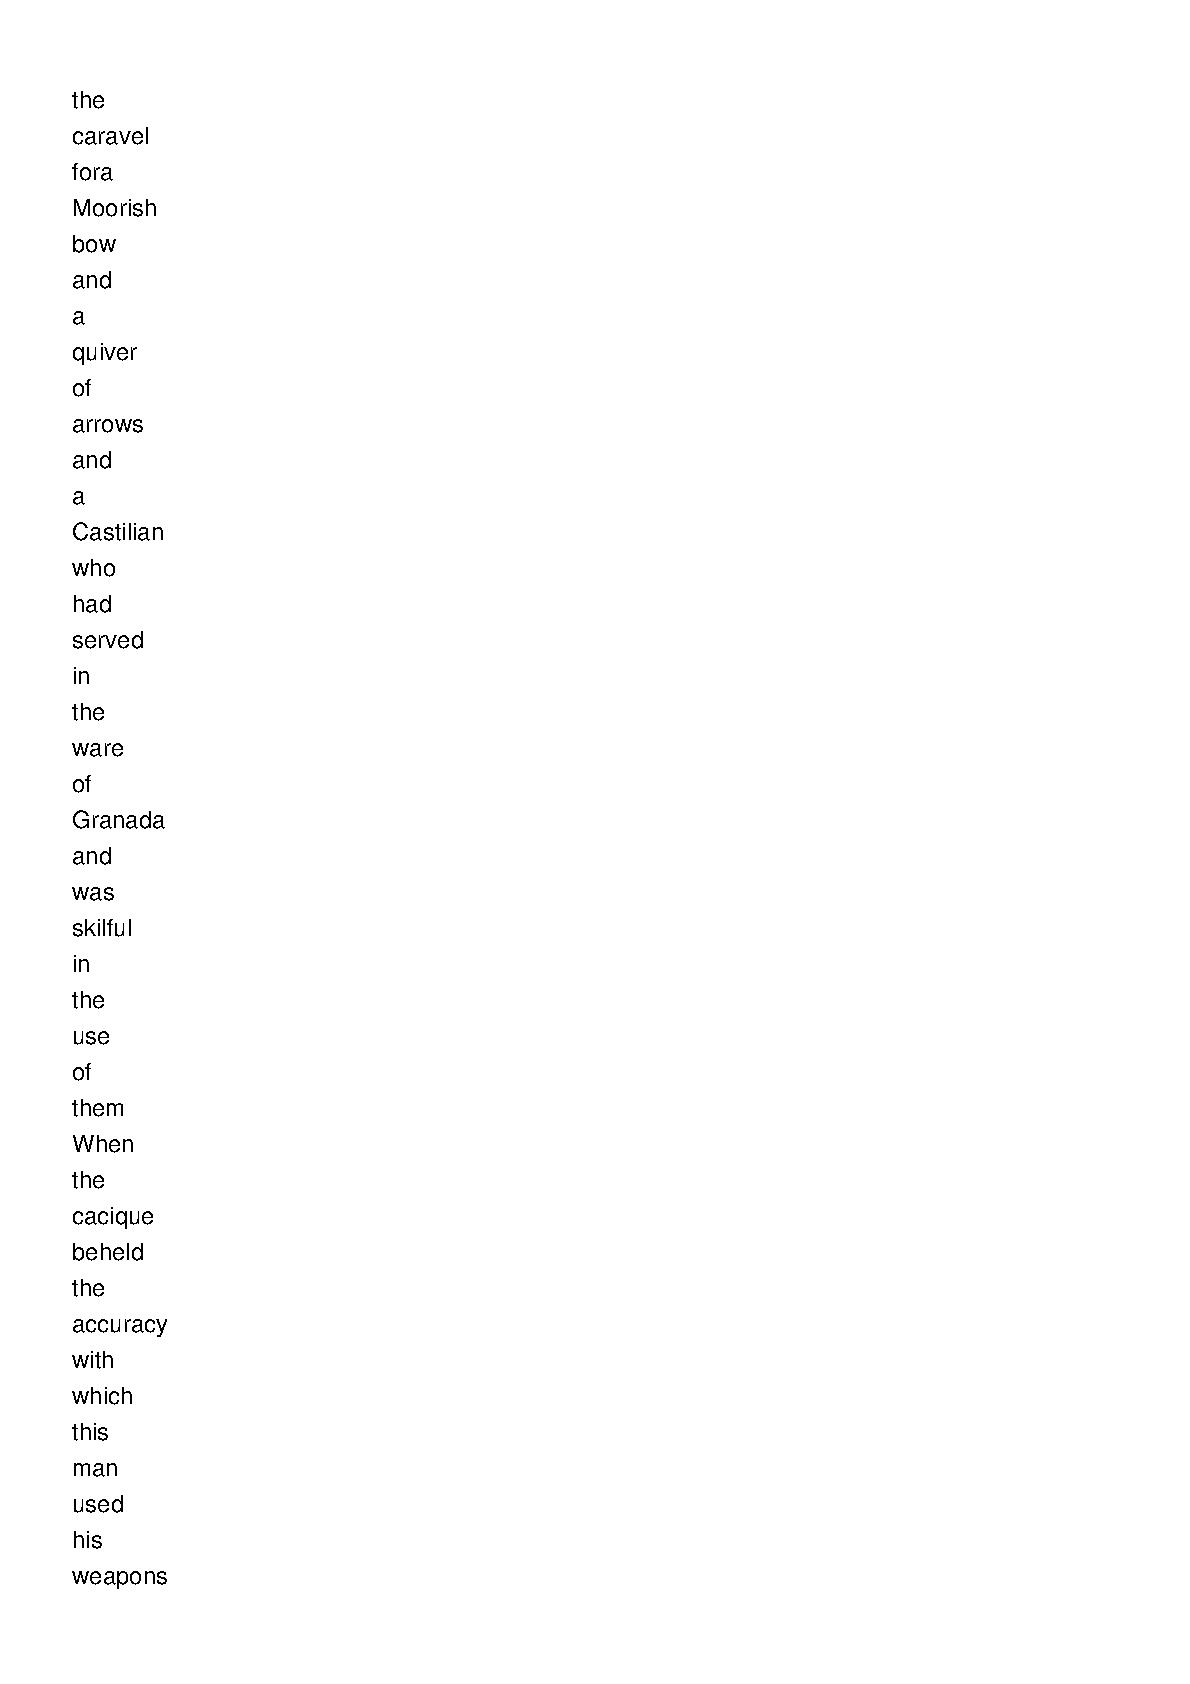 the
caravel
fora
Moorish
bow
and
a
quiver
of
arrows
and
a
Castilian
who
had
served
in
the
ware
of
Granada
and
was
skilful
in
the
use
of
them
When
the
cacique
beheld
the
accuracy
with
which
this
man
used
his
weapons